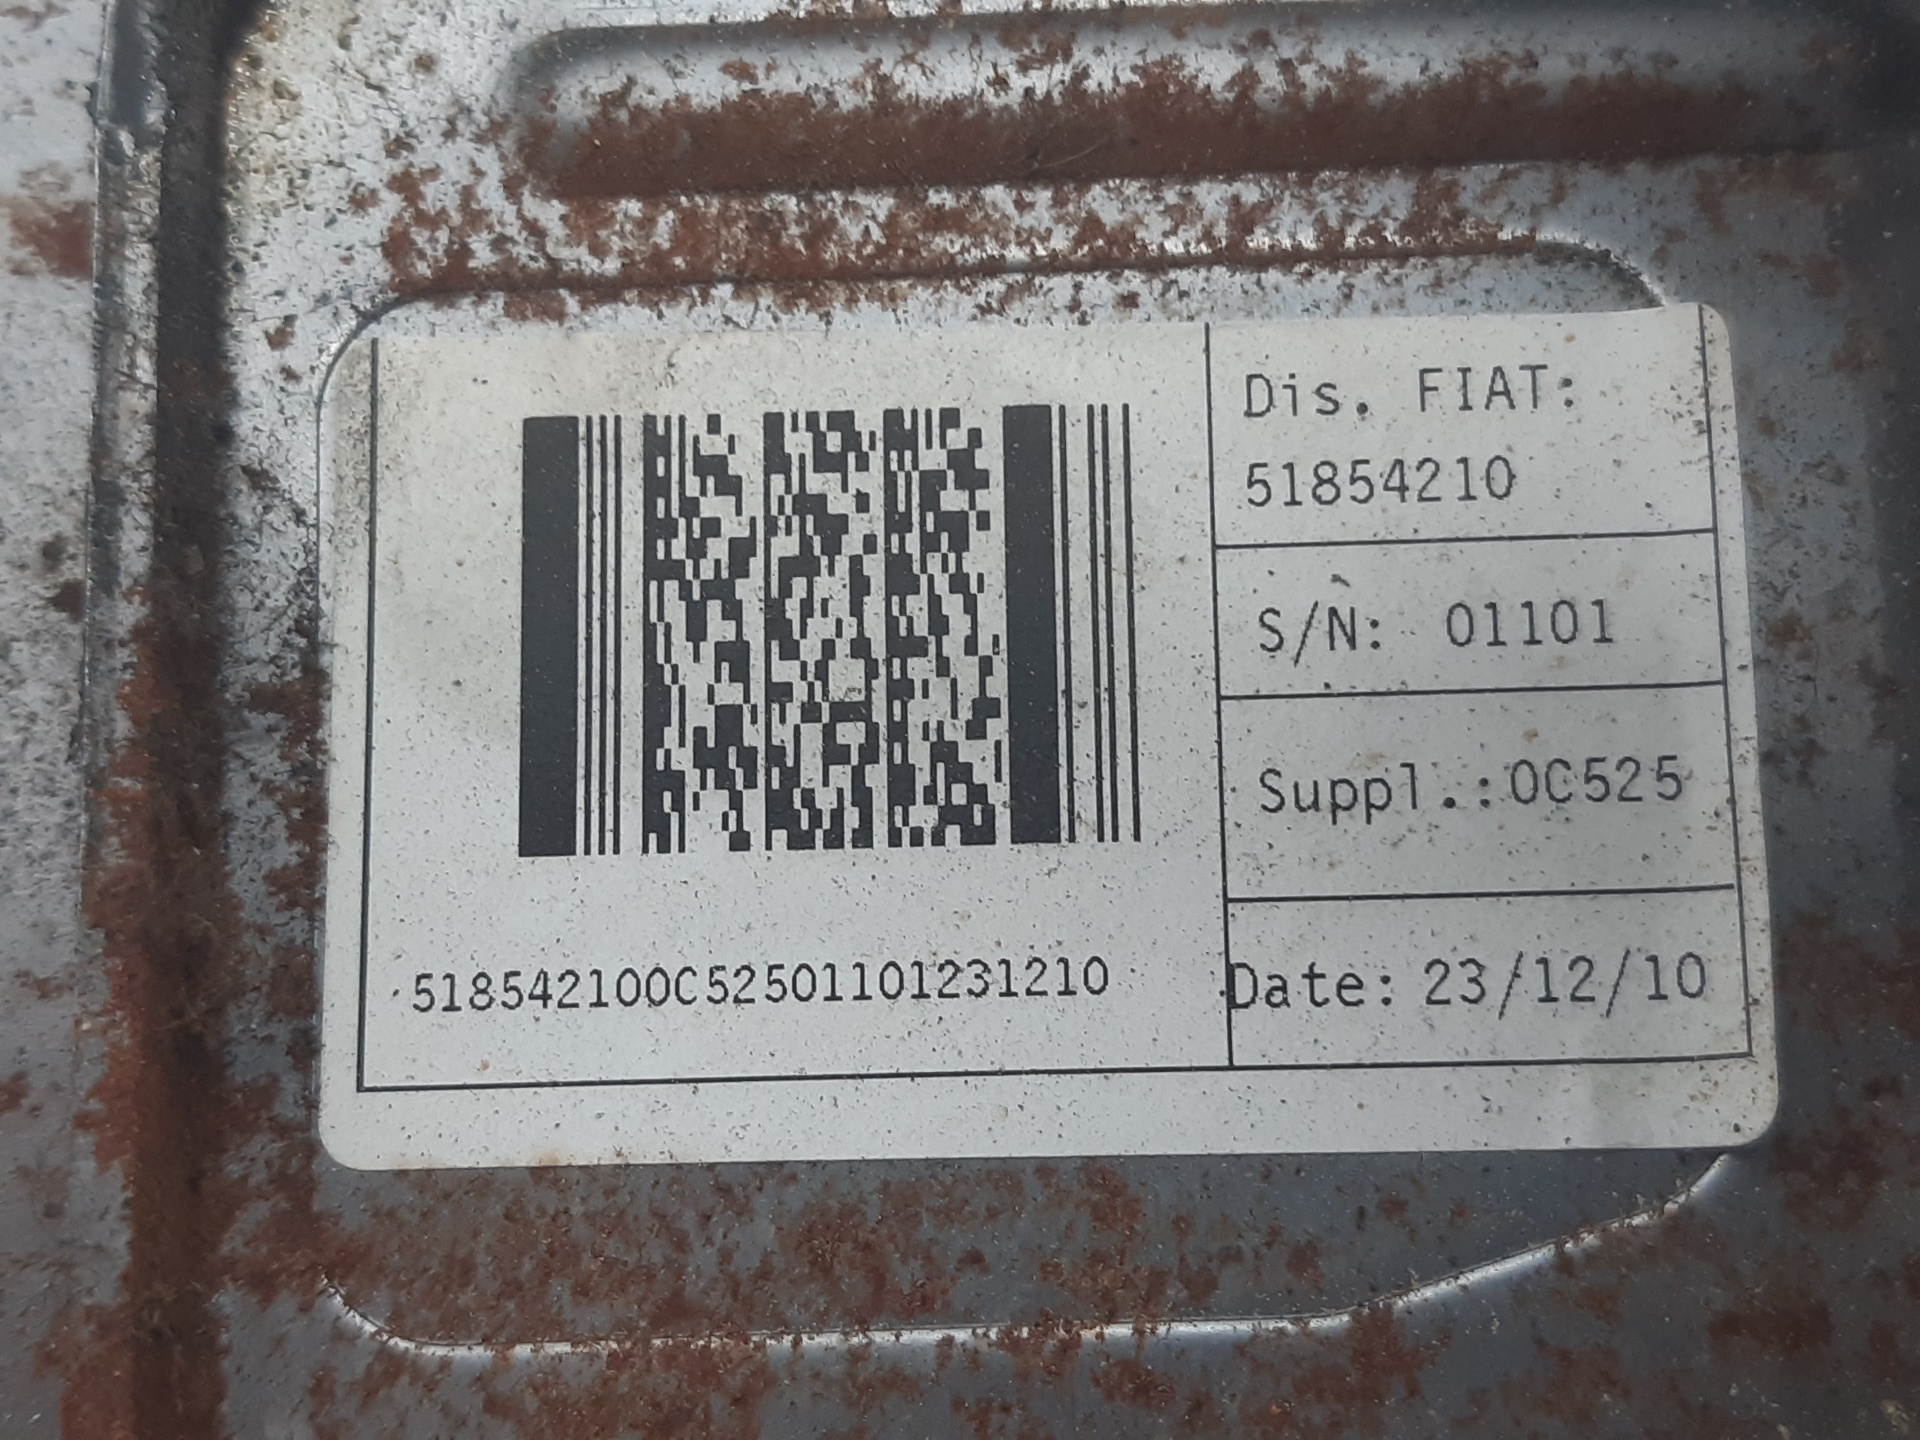 Dis. FIAT:
51854210
S/N: 01101
Suppl.:0C525
Date: 23/12/10
518542100C52501101231210